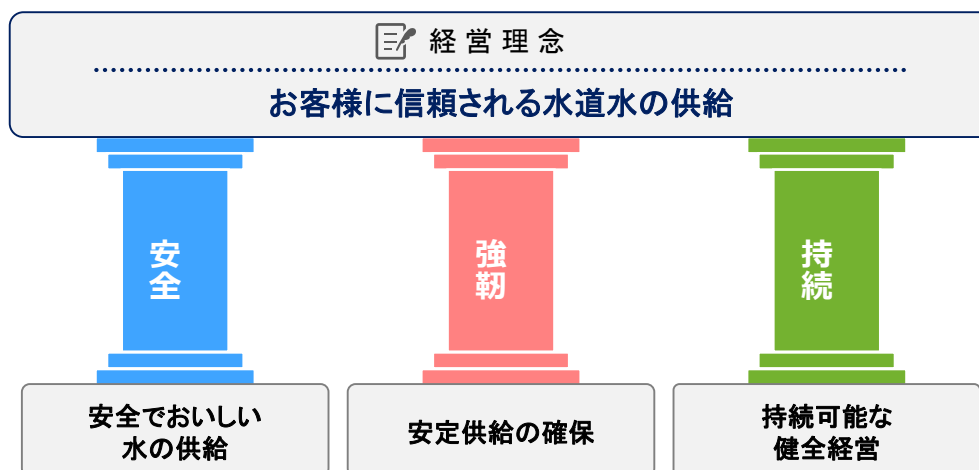 経営理念
お客様に信頼される水道水の供給
安全
強靭
持続
安全でおいしい
水の供給
安定供給の確保
持続可能な
健全経営